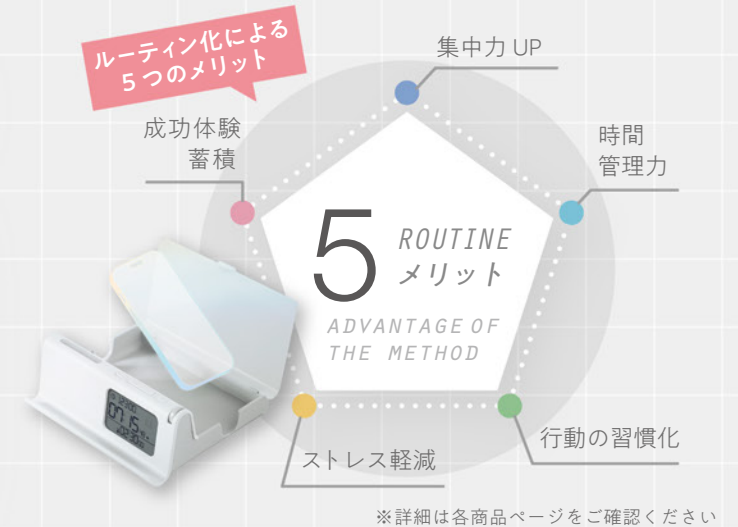 ルーティン化による
5つのメリット
集中力 UP
成功体験
蓄積
時間
管理力
5
ROUTINE
メリット
ADVANTAGE OF
THE METHOD
行動の習慣化
ストレス軽減
※詳細は各商品ページをご確認ください